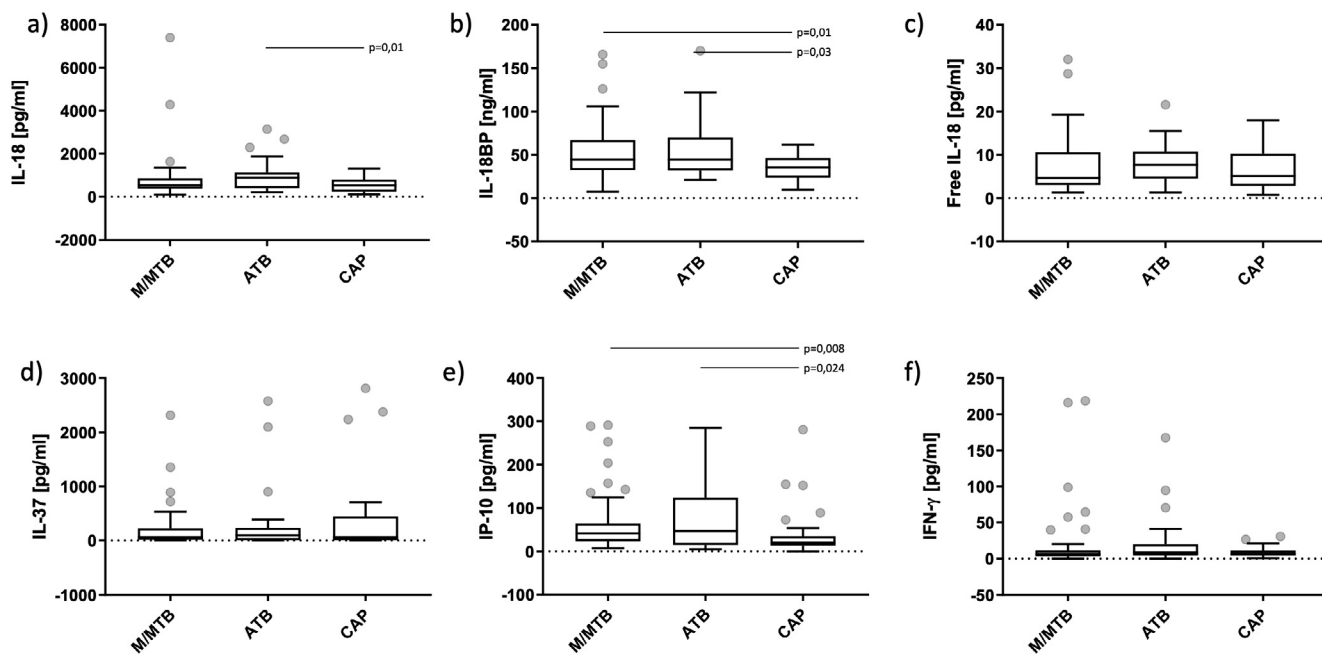 a)
IL-18 [pg/ml]
8000
6000
4000
2000
0
-2000
p=0,01
M/MTB
ATB
CAP
b)
IL-18BP [ng/ml]
200
150
100
50
0
-50
p=0,01
p=0,03
M/MTB
ATB
CAP
c)
Free IL-18 [pg/ml]
40
30
20
10
0
-10
M/MTB
ATB
CAP
d)
IL-37 [pg/ml]
3000
2000
1000
0
-1000
M/MTB
ATB
CAP
e)
IP-10 [pg/ml]
400
300
200
100
0
-100
p=0,008
p=0,024
M/MTB
ATB
CAP
f)
IFN-γ [pg/ml]
250
200
150
100
50
0
-50
M/MTB
ATB
CAP